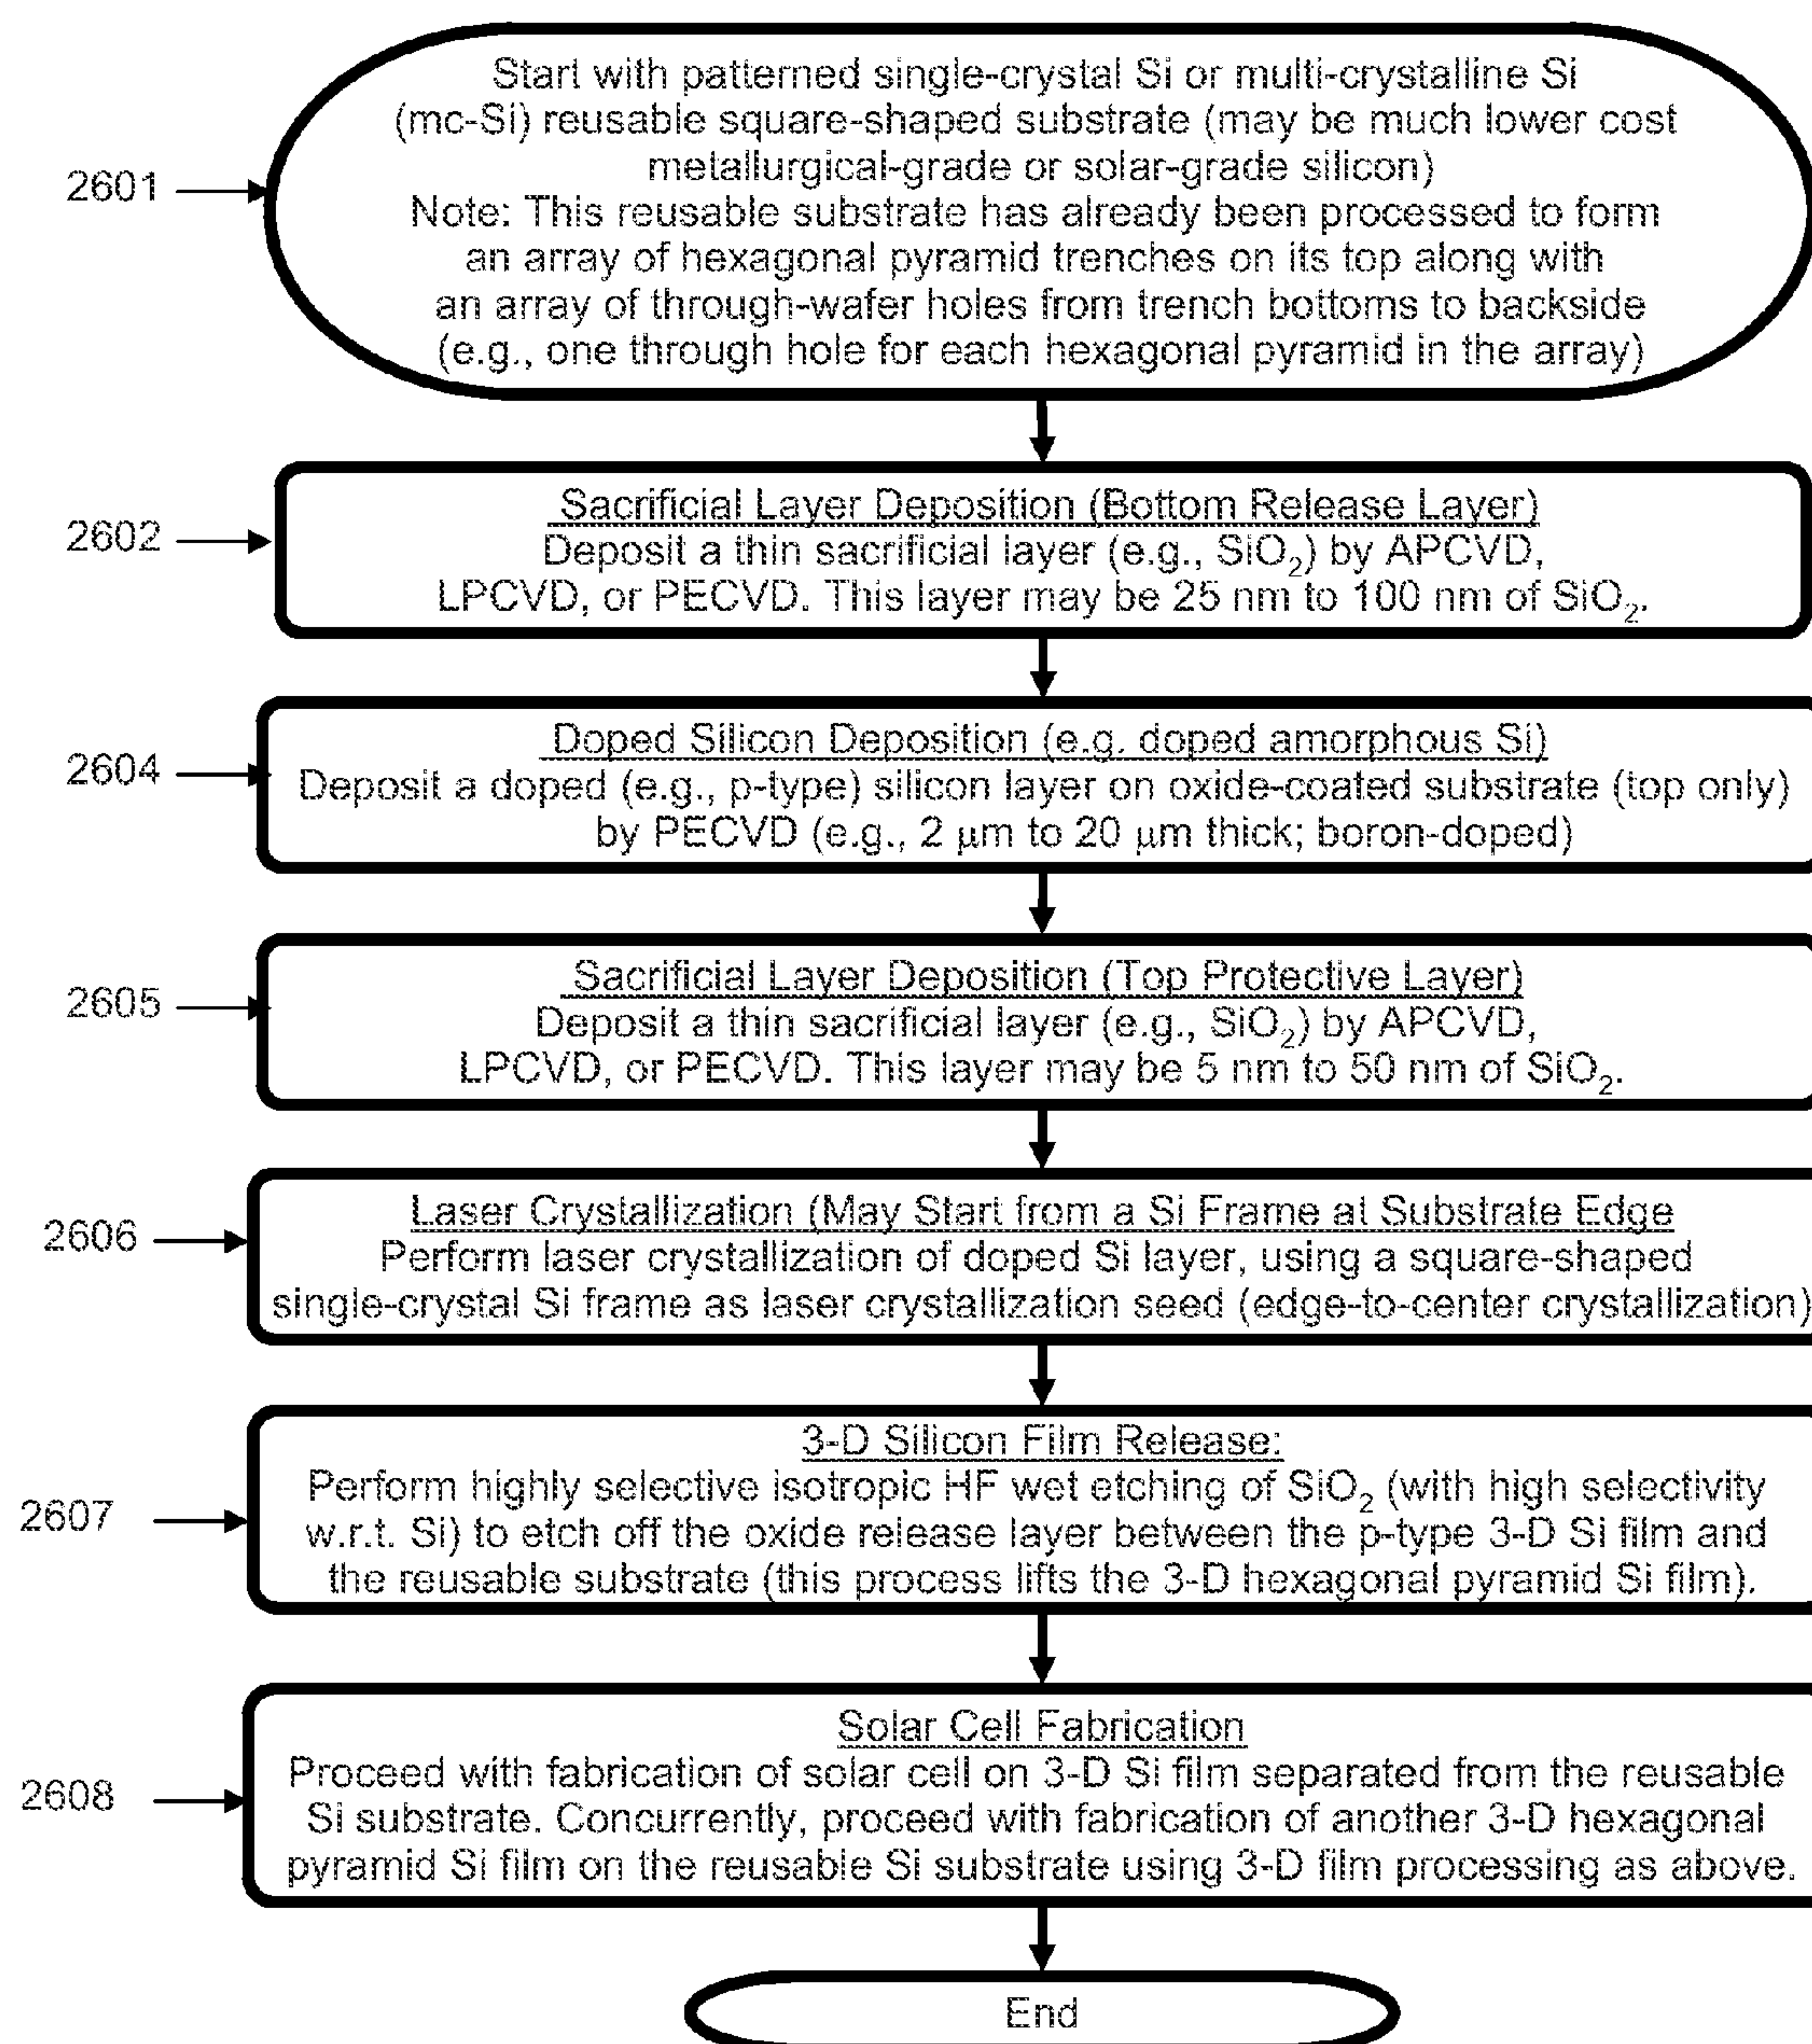 Start with patterned single-crystal Si or multi-crystalline Si
(mc-Si) reusable square-shaped substrate (may be much lower cost
metallurgical-grade or solar-grade silicon)
2601
Note: This reusable substrate has already been processed to form
an array of hexagonal pyramid trenches on its top along with
an array of through-wafer holes from trench bottoms to backside
(e.g., one through hole for each hexagonal pyramid in the array)
Sacrificial Layer Deposition (Bottom Release Layer)
2602
Deposit a thin sacrificial layer (e.g., SiO₂) by APCVD,
LPCVD, or PECVD. This layer may be 25 nm to 100 nm of SiO₂.
Doped Silicon Deposition (e.g. doped amorphous Si)
2604
Deposit a doped (e.g., p-type) silicon layer on oxide-coated substrate (top only)
by PECVD (e.g., 2 μm to 20 μm thick; boron-doped)
Sacrificial Layer Deposition (Top Protective Layer)
2605
Deposit a thin sacrificial layer (e.g., SiO₂) by APCVD,
LPCVD, or PECVD. This layer may be 5 nm to 50 nm of SiO₂.
Laser Crystallization (May Start from a Si Frame at Substrate Edge
2606
Perform laser crystallization of doped Si layer, using a square-shaped
single-crystal Si frame as laser crystallization seed (edge-to-center crystallization)
3-D Silicon Film Release:
Perform highly selective isotropic HF wet etching of SiO₂ (with high selectivity
2607
w.r.t. Si) to etch off the oxide release layer between the p-type 3-D Si film and
the reusable substrate (this process lifts the 3-D hexagonal pyramid Si film).
Solar Cell Fabrication
Proceed with fabrication of solar cell on 3-D Si film separated from the reusable
2608
Si substrate. Concurrently, proceed with fabrication of another 3-D hexagonal
pyramid Si film on the reusable Si substrate using 3-D film processing as above.
End